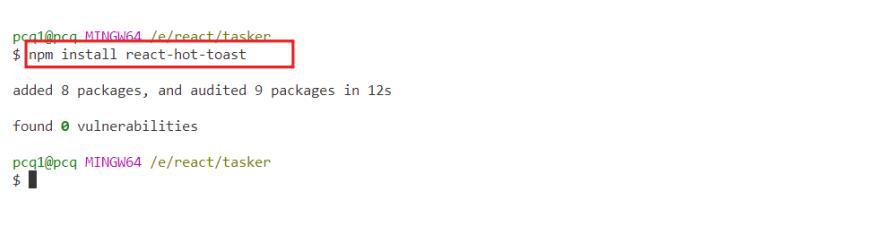 pcq1@pcq MINGW64 /e/react/tasker
$ npm install react-hot-toast
added 8 packages, and audited 9 packages in 12s
found 0 vulnerabilities
pcq1@pcq MINGW64 /e/react/tasker
$